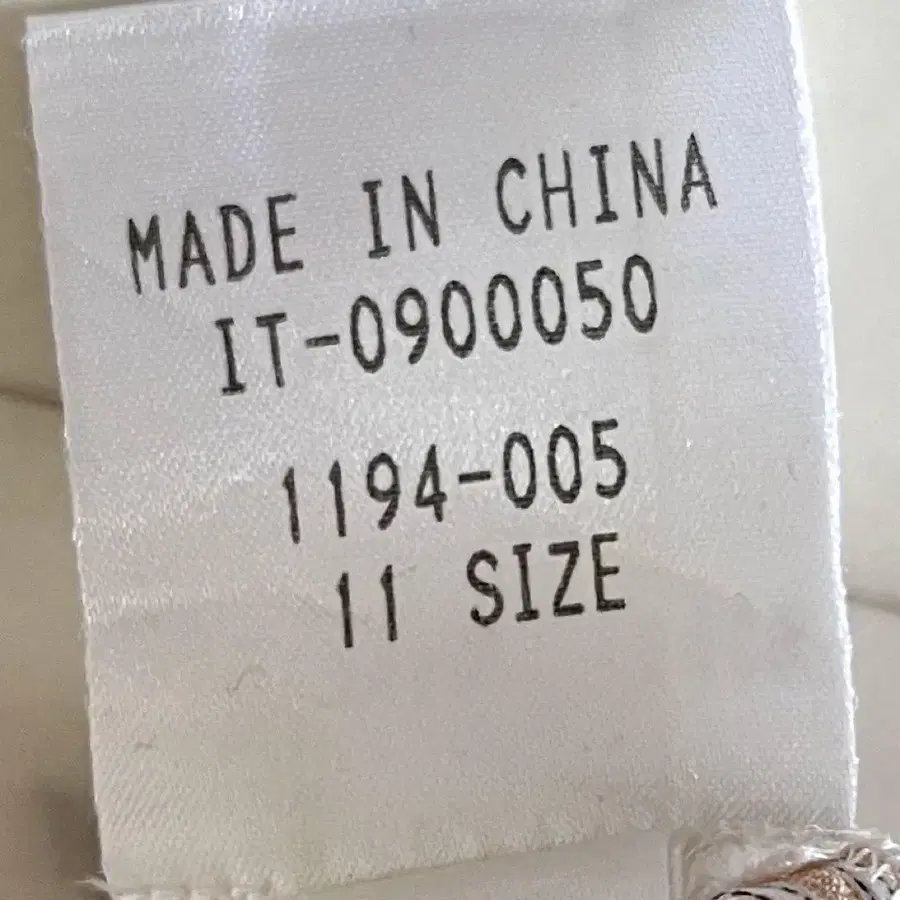 MADE IN CHINA
IT-0900050
1194-005
11 SIZE